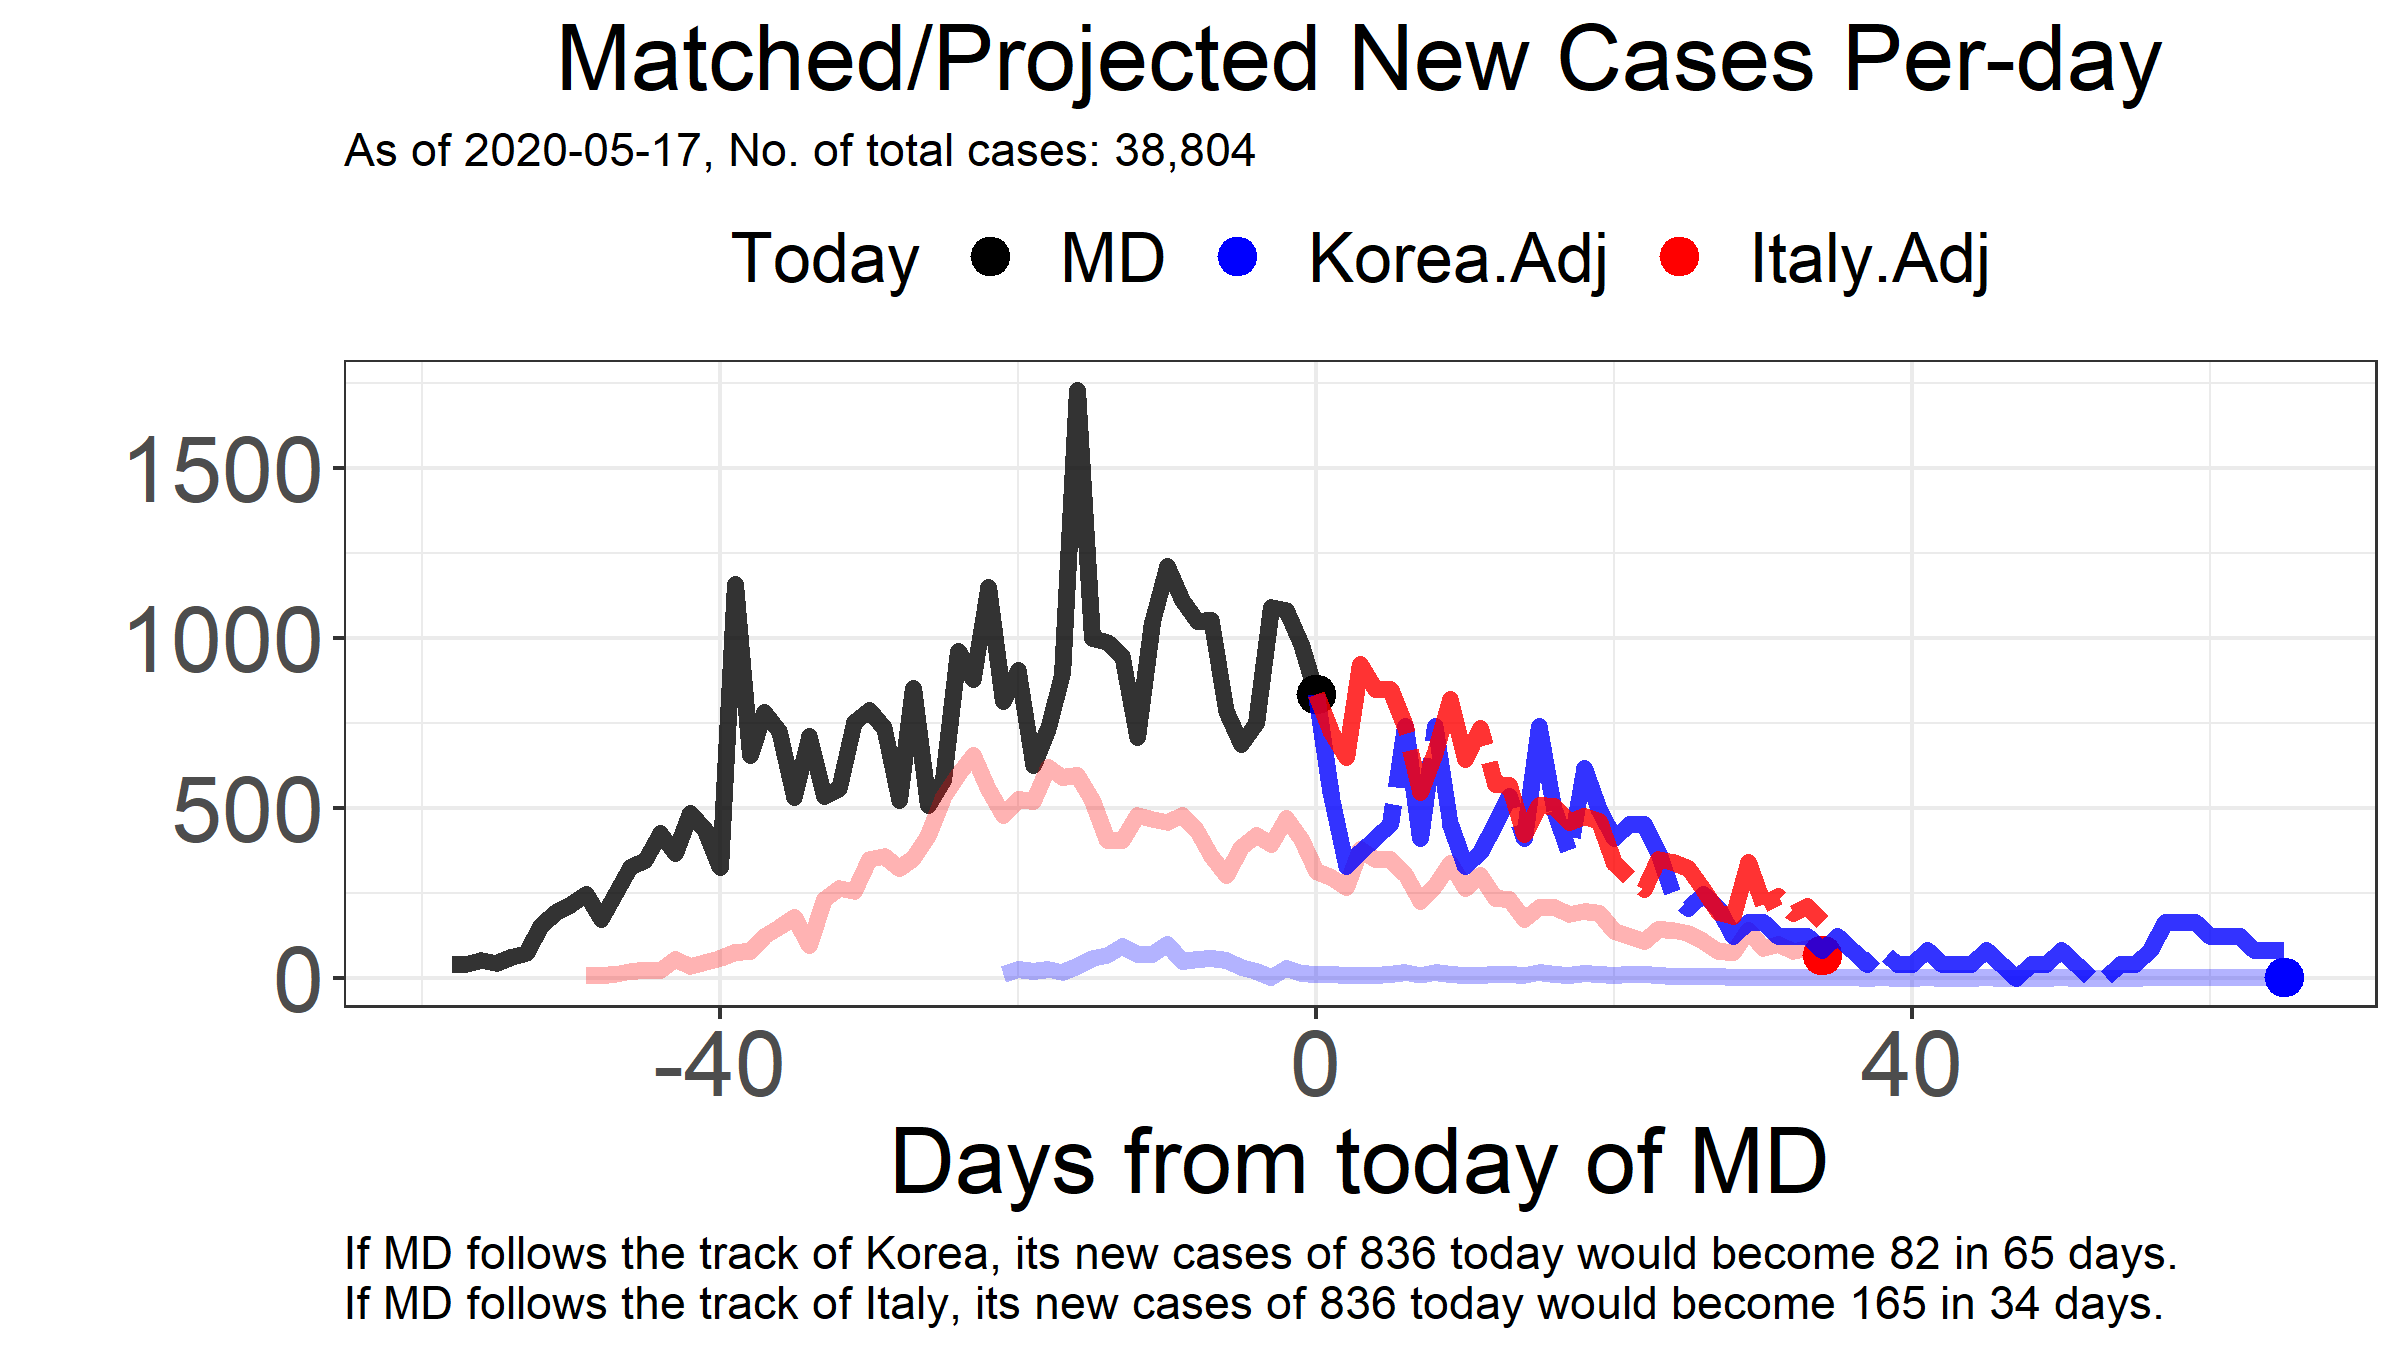 Matched/Projected New Cases Per-day
As of 2020-05-17, No. of total cases: 38,804
Today MD Korea.Adj Italy.Adj
1500
1000
500
0
-40 0 40
Days from today of MD
If MD follows the track of Korea, its new cases of 836 today would become 82 in 65 days.
If MD follows the track of Italy, its new cases of 836 today would become 165 in 34 days.